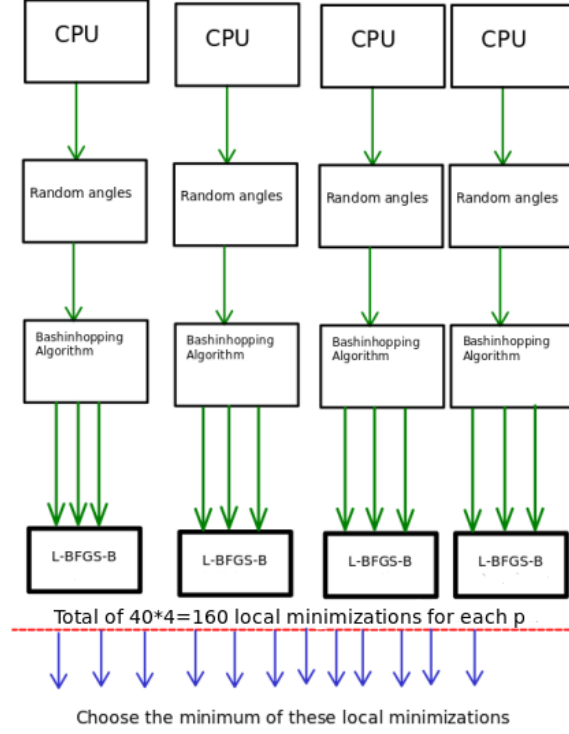 CPU CPU CPU CPU
Random angles Random angles Random angles Random angles
Bashinhopping Bashinhopping Bashinhopping Bashinhopping
Algorithm Algorithm Algorithm Algorithm
L-BFGS-B L-BFGS-B L-BFGS-B L-BFGS-B
Total of 40*4=160 local minimizations for each p
Choose the minimum of these local minimizations